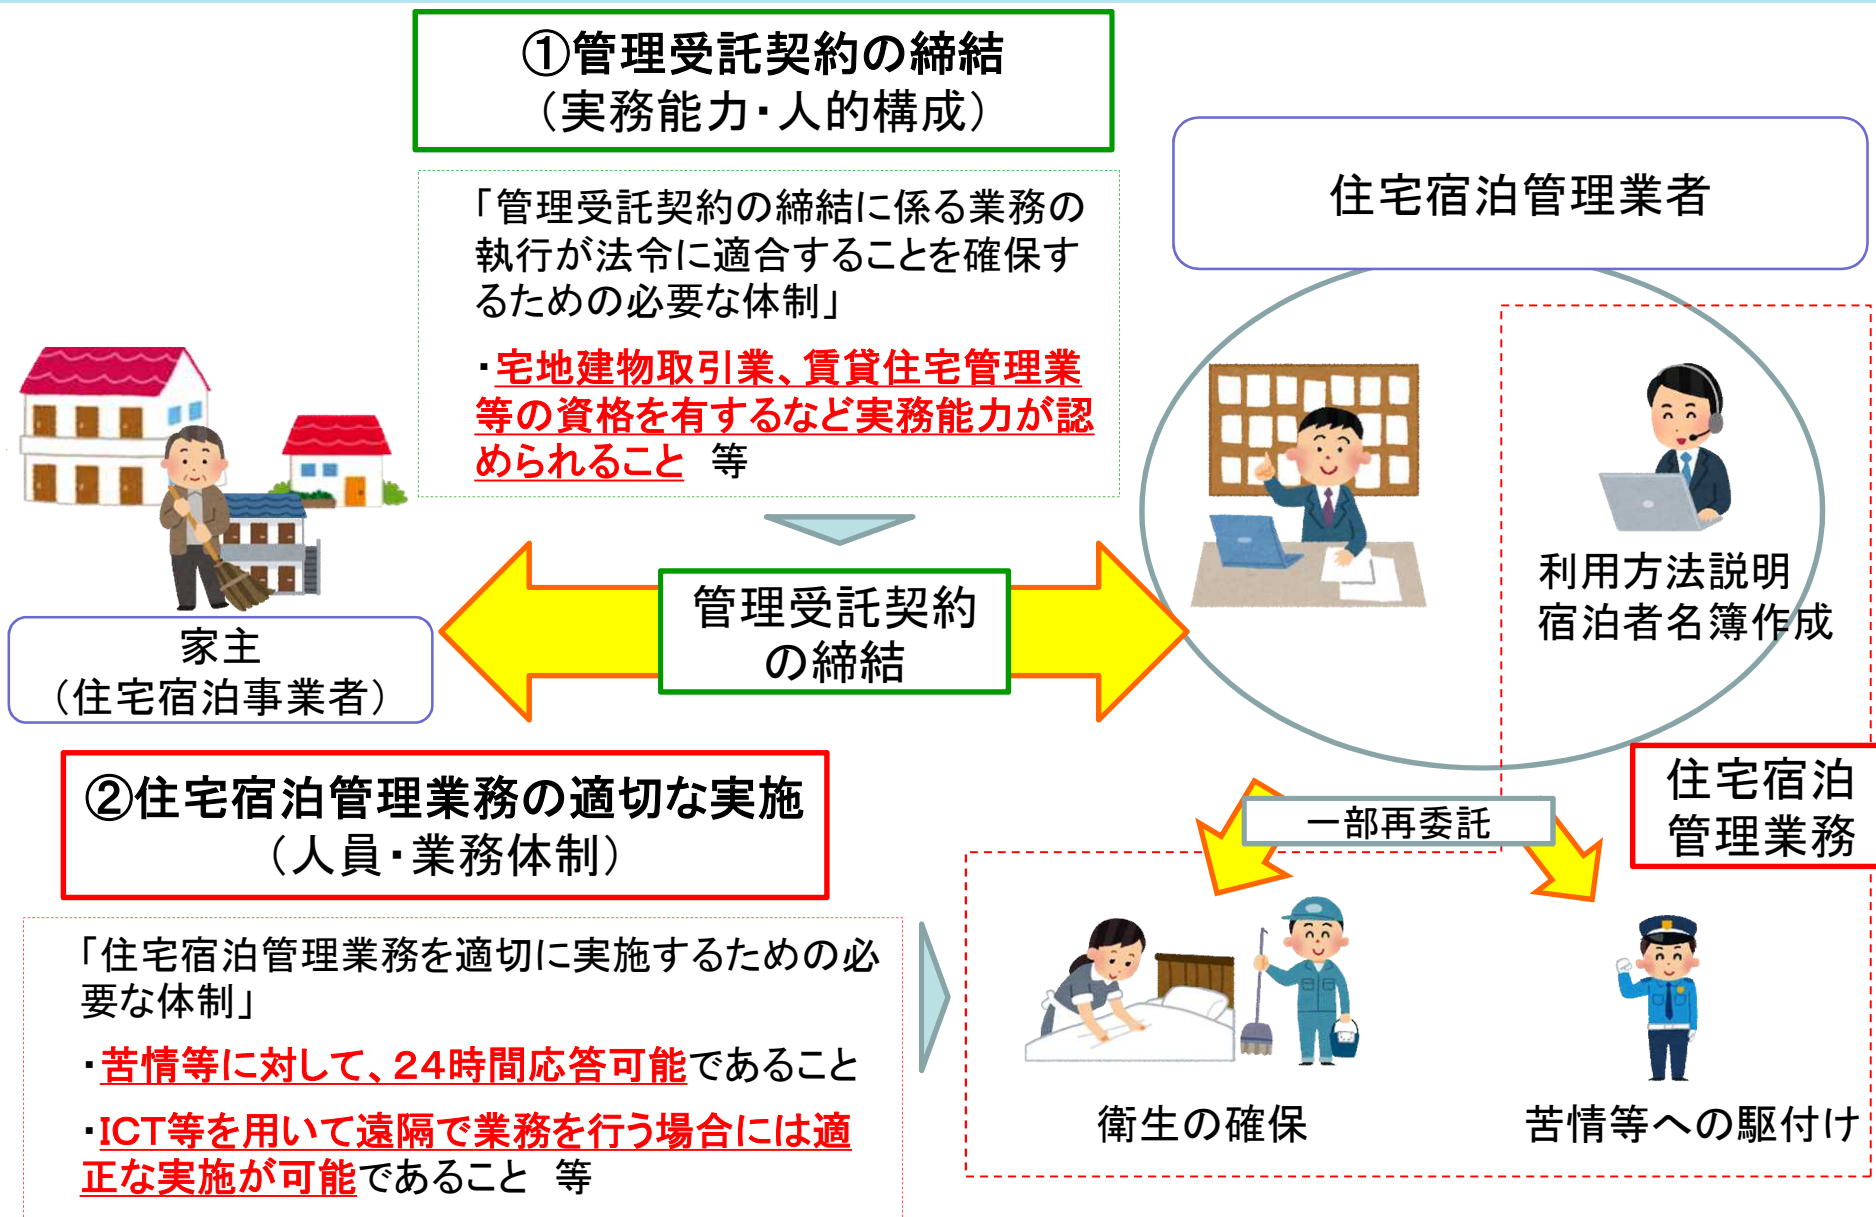 ①管理受託契約の締結
（実務能力・人的構成）
「管理受託契約の締結に係る業務の
執行が法令に適合することを確保す
るための必要な体制」
・宅地建物取引業、賃貸住宅管理業
等の資格を有するなど実務能力が認
められること　等
住宅宿泊管理業者
利用方法説明
宿泊者名簿作成
管理受託契約
の締結
家主
（住宅宿泊事業者）
②住宅宿泊管理業務の適切な実施
（人員・業務体制）
「住宅宿泊管理業務を適切に実施するための必
要な体制」
・苦情等に対して、24時間応答可能であること
・ICT等を用いて遠隔で業務を行う場合には適
正な実施が可能であること　等
一部再委託
住宅宿泊
管理業務
衛生の確保
苦情等への駆付け